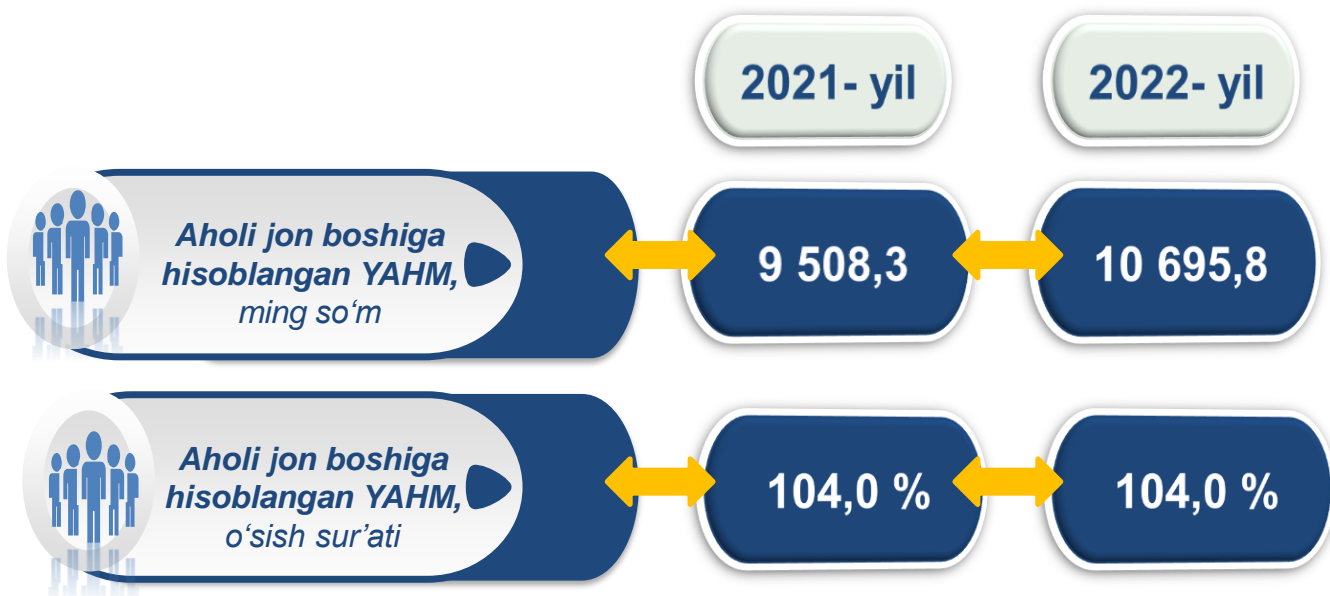 2021- yil
2022- yil
Aholi jon boshiga
hisoblangan YAHM,
ming so‘m
9 508,3
10 695,8
Aholi jon boshiga
hisoblangan YAHM,
o‘sish sur’ati
104,0 %
104,0 %